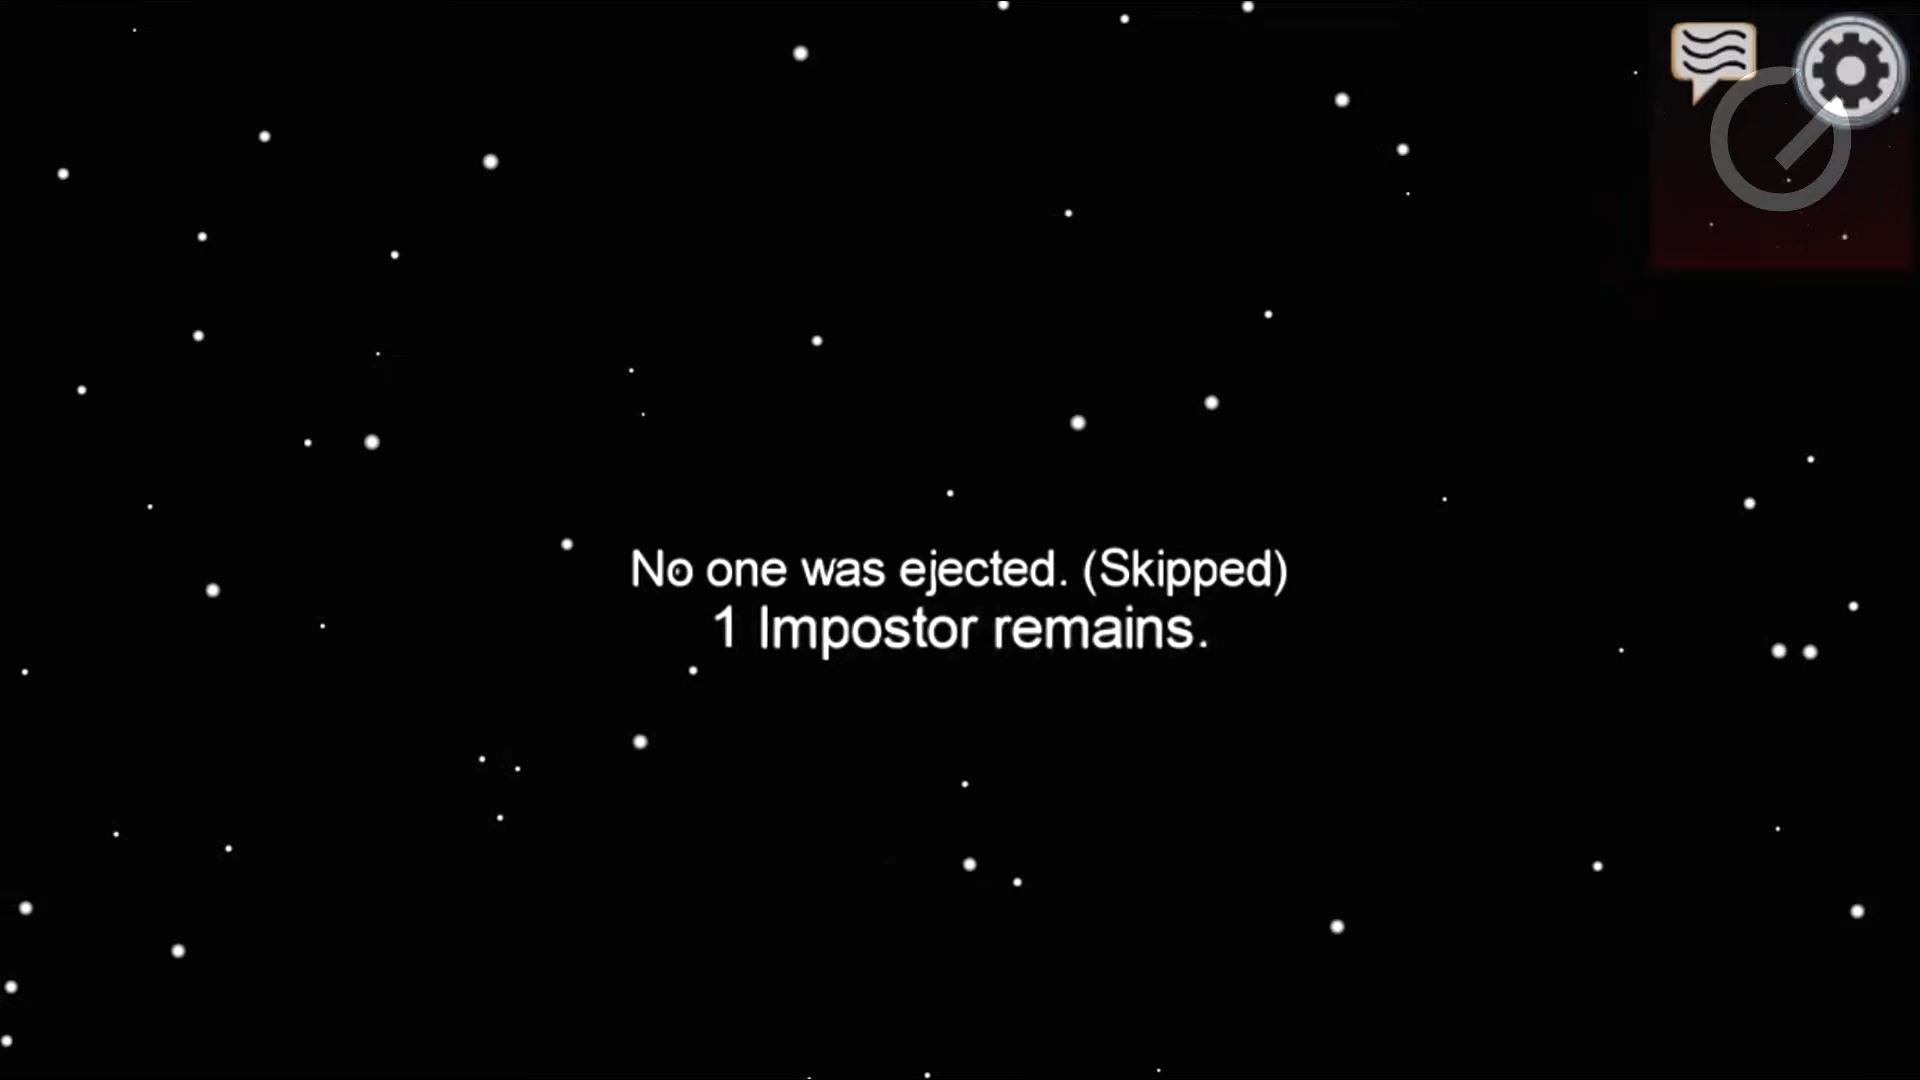 No one was ejected. (Skipped)
1 Impostor remains.